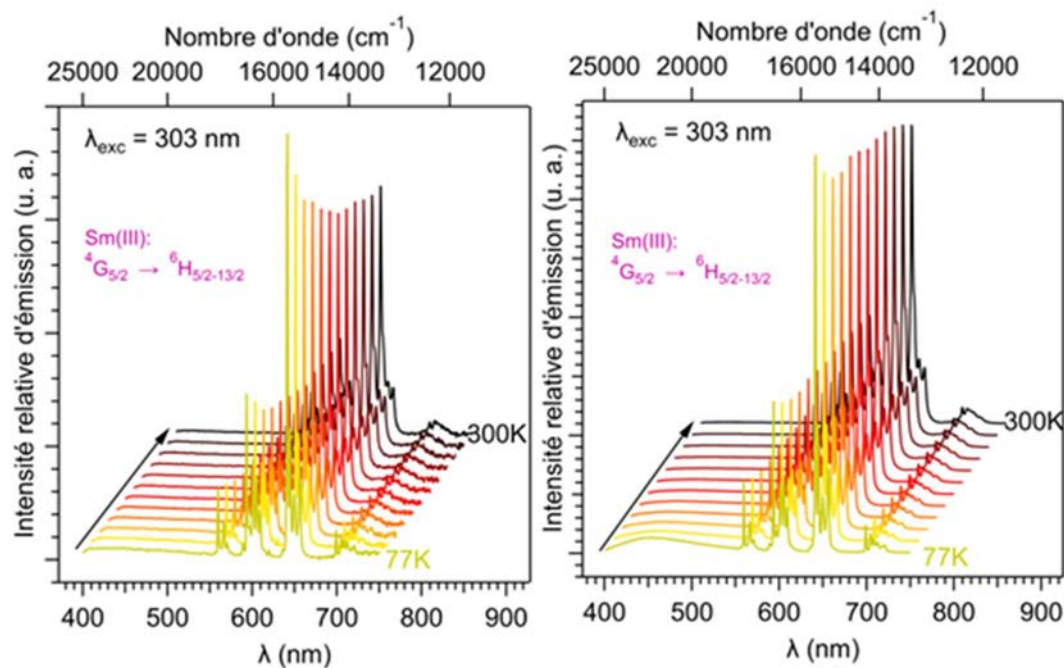 Nombre d'onde (cm⁻¹)
25000 20000 16000 14000 12000
λexc = 303 nm
Sm(III):
⁴G5/2 → ⁶H5/2-13/2
Intensité relative d'émission (u. a.)
300K
77K
400 500 600 700 800 900
λ (nm)
Nombre d'onde (cm⁻¹)
25000 20000 16000 14000 12000
λexc = 303 nm
Sm(III):
⁴G5/2 → ⁶H5/2-13/2
Intensité relative d'émission (u. a.)
300K
77K
400 500 600 700 800 900
λ (nm)